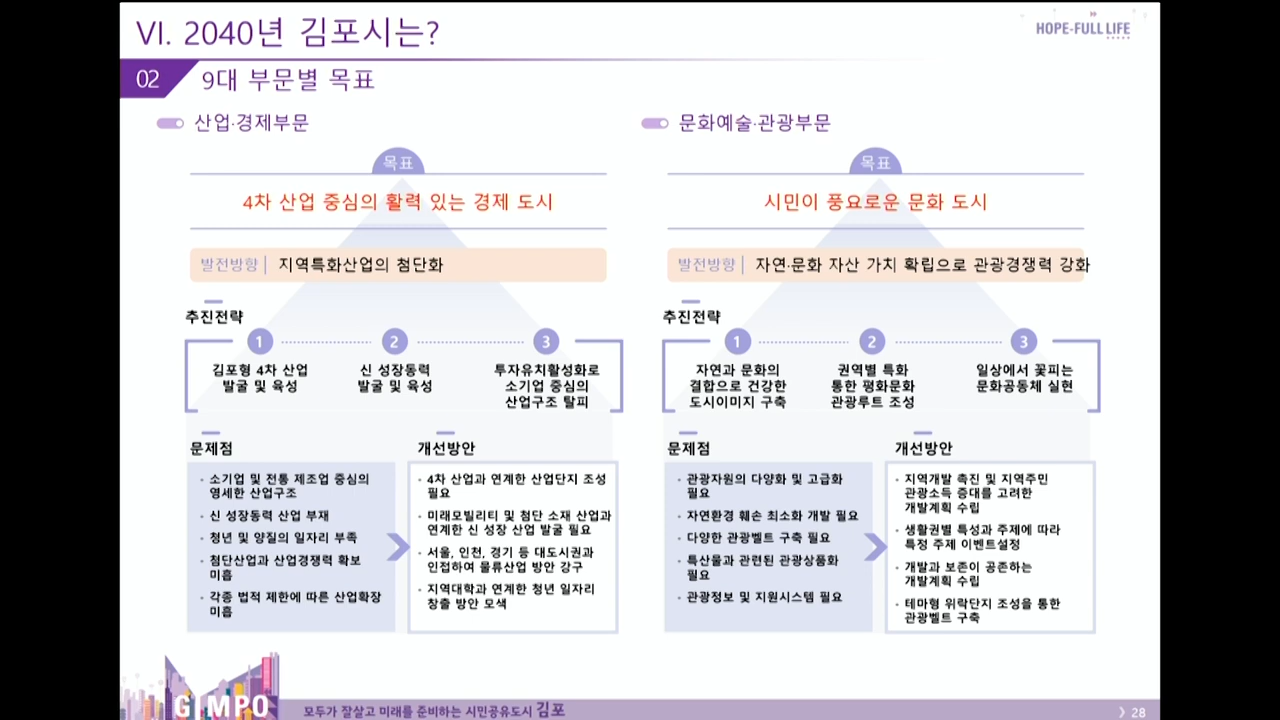 VI. 2040년 김포시는?
HOPE-FULL LIFE
02
9대 부문별 목표
산업·경제부문
목표
4차 산업 중심의 활력 있는 경제 도시
발전방향 | 지역특화산업의 첨단화
추진전략
1
김포형 4차 산업
발굴 및 육성
2
신 성장동력
발굴 및 육성
3
투자유치활성화로
소기업 중심의
산업구조 탈피
문제점
· 소기업 및 전통 제조업 중심의
영세한 산업구조
· 신 성장동력 산업 부재
· 청년 및 양질의 일자리 부족
· 첨단산업과 산업경쟁력 확보
미흡
· 각종 법적 제한에 따른 산업확장
미흡
개선방안
· 4차 산업과 연계한 산업단지 조성
필요
· 미래모빌리티 및 첨단 소재 산업과
연계한 신 성장 산업 발굴 필요
· 서울, 인천, 경기 등 대도시권과
인접하여 물류산업 방안 강구
· 지역대학과 연계한 청년 일자리
창출 방안 모색
문화예술·관광부문
목표
시민이 풍요로운 문화 도시
발전방향 | 자연·문화 자산 가치 확립으로 관광경쟁력 강화
추진전략
1
자연과 문화의
결합으로 건강한
도시이미지 구축
2
권역별 특화
통한 평화문화
관광루트 조성
3
일상에서 꽃피는
문화공동체 실현
문제점
· 관광자원의 다양화 및 고급화
필요
· 자연환경 훼손 최소화 개발 필요
· 다양한 관광벨트 구축 필요
· 특산물과 관련된 관광상품화
필요
· 관광정보 및 지원시스템 필요
개선방안
· 지역개발 촉진 및 지역주민
관광소득 증대를 고려한
개발계획 수립
· 생활권별 특성과 주제에 따라
특정 주제 이벤트설정
· 개발과 보존이 공존하는
개발계획 수립
· 테마형 위락단지 조성을 통한
관광벨트 구축
GIMPO
모두가 잘살고 미래를 준비하는 시민공유도시 김포
》28